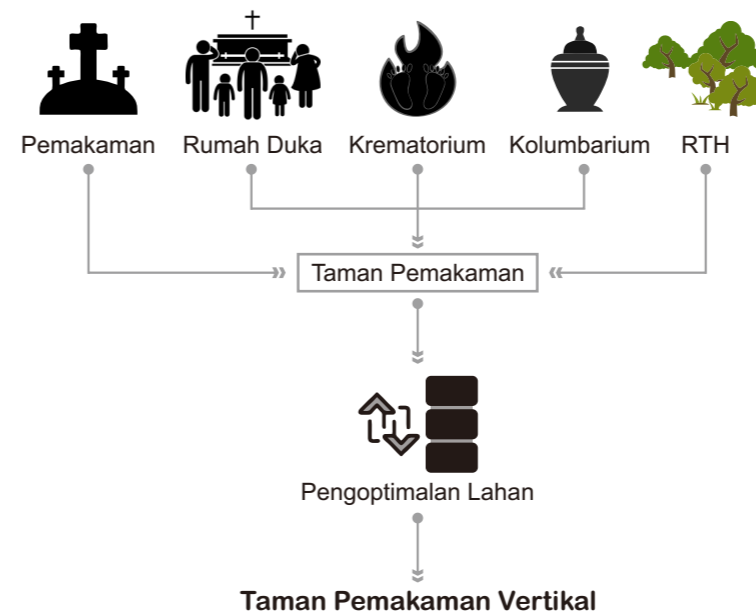 Pemakaman
Rumah Duka
Krematorium
Kolumbarium
RTH
Taman Pemakaman
Pengoptimalan Lahan
Taman Pemakaman Vertikal